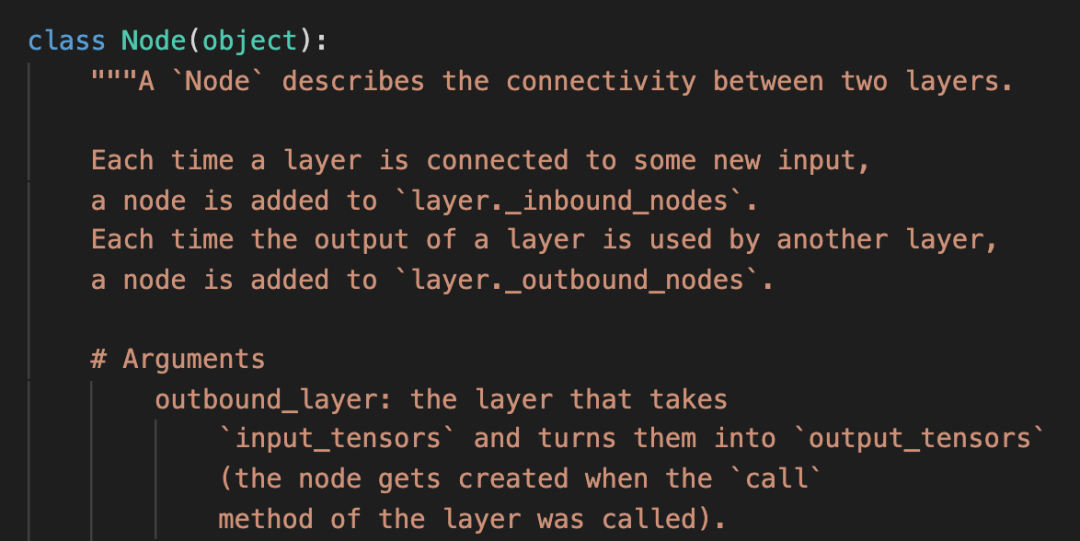 class Node(object):
"""A `Node` describes the connectivity between two layers.
Each time a layer is connected to some new input,
a node is added to `layer._inbound_nodes`.
Each time the output of a layer is used by another layer,
a node is added to `layer._outbound_nodes`.
# Arguments
outbound_layer: the layer that takes
`input_tensors` and turns them into `output_tensors`
(the node gets created when the `call`
method of the layer was called).